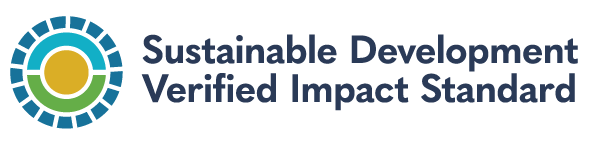 Sustainable Development
Verified Impact Standard